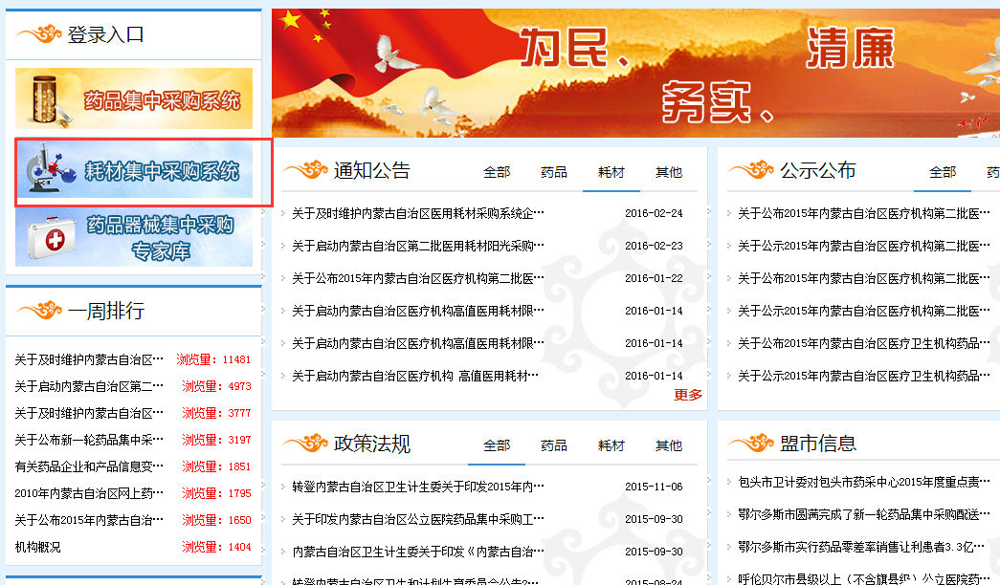 登录入口
药品集中采购系统
耗材集中采购系统
药品器械集中采购
专家库
一周排行
关于及时维护内蒙古自治区… 浏览量：11481
关于启动内蒙古自治区第二… 浏览量：4973
关于及时维护内蒙古自治区… 浏览量：3777
关于公布新一轮药品集中采… 浏览量：3197
有关药品企业和产品信息变… 浏览量：1851
2010年内蒙古自治区网上药… 浏览量：1795
关于公布2015年内蒙古自治… 浏览量：1650
机构概况 浏览量：1404
为民、
务实、
清廉
通知公告 全部 药品 耗材 其他
关于及时维护内蒙古自治区医用耗材采购系统企… 2016-02-24
关于启动内蒙古自治区第二批医用耗材阳光采购… 2016-02-23
关于公布2015年内蒙古自治区医疗机构第二批医… 2016-01-22
关于启动内蒙古自治区医疗机构高值医用耗材限… 2016-01-14
关于启动内蒙古自治区医疗机构高值医用耗材限… 2016-01-14
关于启动内蒙古自治区医疗机构 高值医用耗材… 2016-01-14
更多
公示公布 全部 药
关于公布2015年内蒙古自治区医疗机构第二批医…
关于公示2015年内蒙古自治区医疗机构第二批医…
关于公布2015年内蒙古自治区医疗机构第二批医…
关于公示2015年内蒙古自治区医疗机构第二批医…
关于公布2015年内蒙古自治区医疗卫生机构药品…
关于公示2015年内蒙古自治区医疗卫生机构药品…
政策法规 全部 药品 耗材 其他
转登内蒙古自治区卫生计生委关于印发2015年内… 2015-11-06
关于印发内蒙古自治区公立医院药品集中采购工… 2015-09-30
内蒙古自治区卫生计生委关于印发《内蒙古自治… 2015-09-30
转登内蒙古自治区卫生和计划生育委员会公告2… 2015-08-24
盟市信息
包头市卫计委对包头市药采中心2015年度重点责…
鄂尔多斯市圆满完成了新一轮药品集中采购配送…
鄂尔多斯市实行药品零差率销售让利患者3.3亿…
呼伦贝尔市县级以上（不含旗县级）公立医院药…